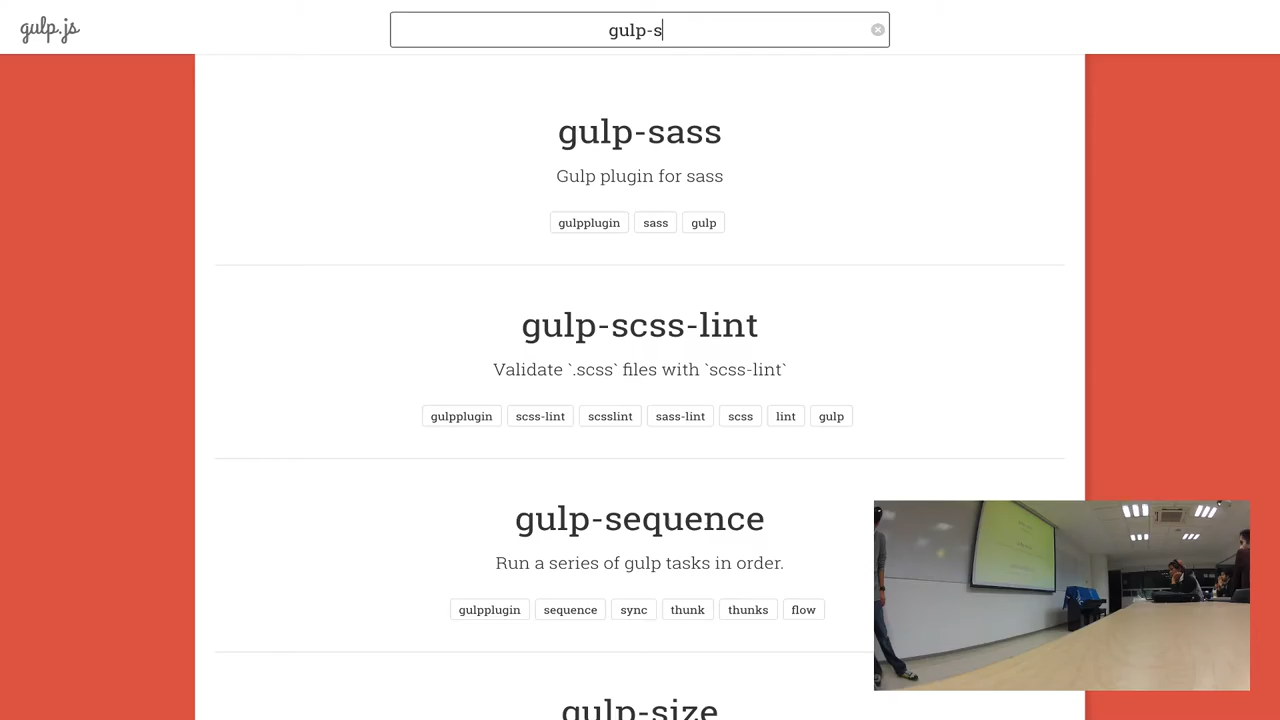 gulp.js
gulp-s
gulp-sass
Gulp plugin for sass
gulpplugin sass gulp
gulp-scss-lint
Validate `.scss` files with `scss-lint`
gulpplugin scss-lint scsslint sass-lint scss lint gulp
gulp-sequence
Run a series of gulp tasks in order.
gulpplugin sequence sync thunk thunks flow
gulp-size